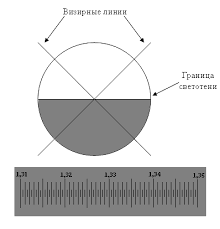 Визирные линии
Граница
светотени
1,31 1,32 1,33 1,34 1,35